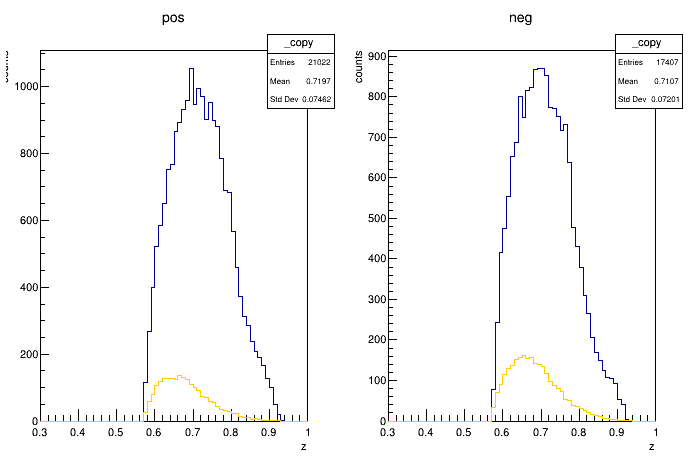 pos
counts
_copy
Entries 21022
Mean 0.7197
Std Dev 0.07462
1000
800
600
400
200
0
0.3 0.4 0.5 0.6 0.7 0.8 0.9 1
z
neg
counts
_copy
Entries 17407
Mean 0.7107
Std Dev 0.07201
900
800
700
600
500
400
300
200
100
0
0.3 0.4 0.5 0.6 0.7 0.8 0.9 1
z